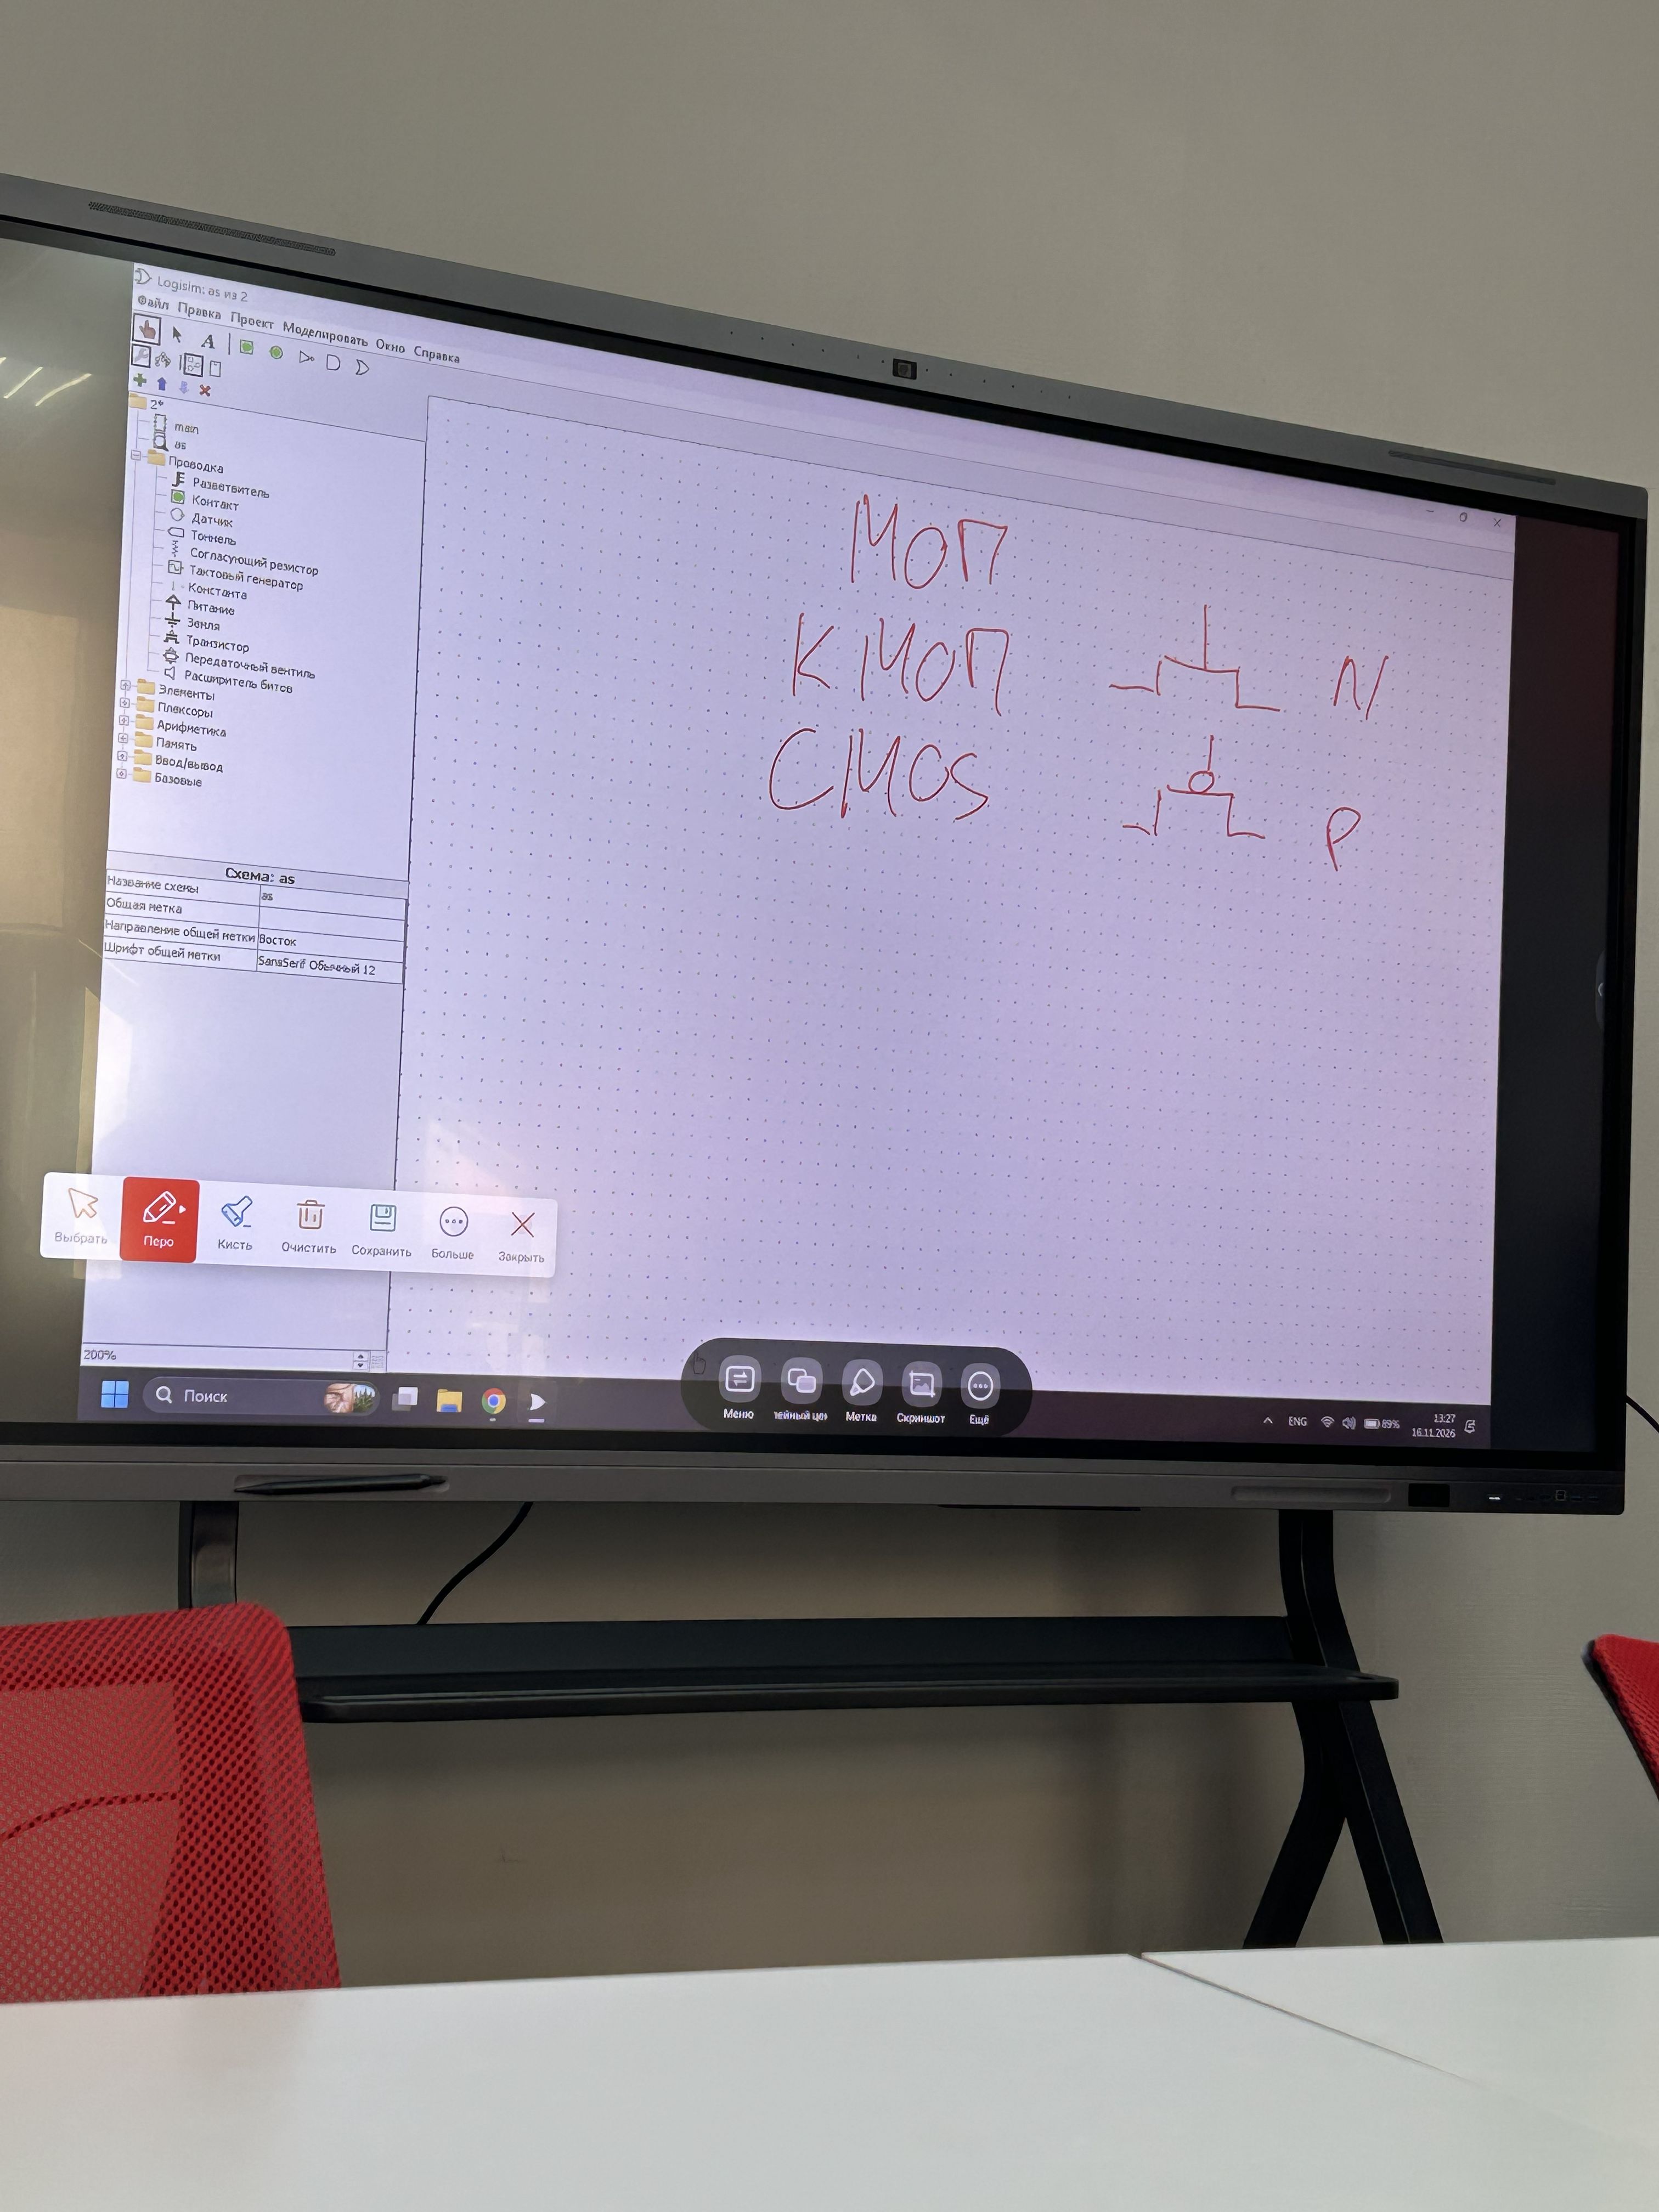 Logisim: as из 2
Файл Правка Проект Моделировать Окно Справка
A
2*
main
as
Проводка
Разветвитель
Контакт
Датчик
Тоннель
Согласующий резистор
Тактовый генератор
Константа
Питание
Земля
Транзистор
Передаточный вентиль
Расширитель битов
Элементы
Плексоры
Арифметика
Память
Ввод/вывод
Базовые
Схема: as
Название схемы as
Общая метка
Направление общей метки Восток
Шрифт общей метки SansSerif Обычный 12
МОП
КМОП N
CMOS P
Выбрать Перо Кисть Очистить Сохранить Больше Закрыть
200%
Поиск
Меню тейный цен Метка Скриншот Ещё
ENG 89% 13:27
16.11.2026